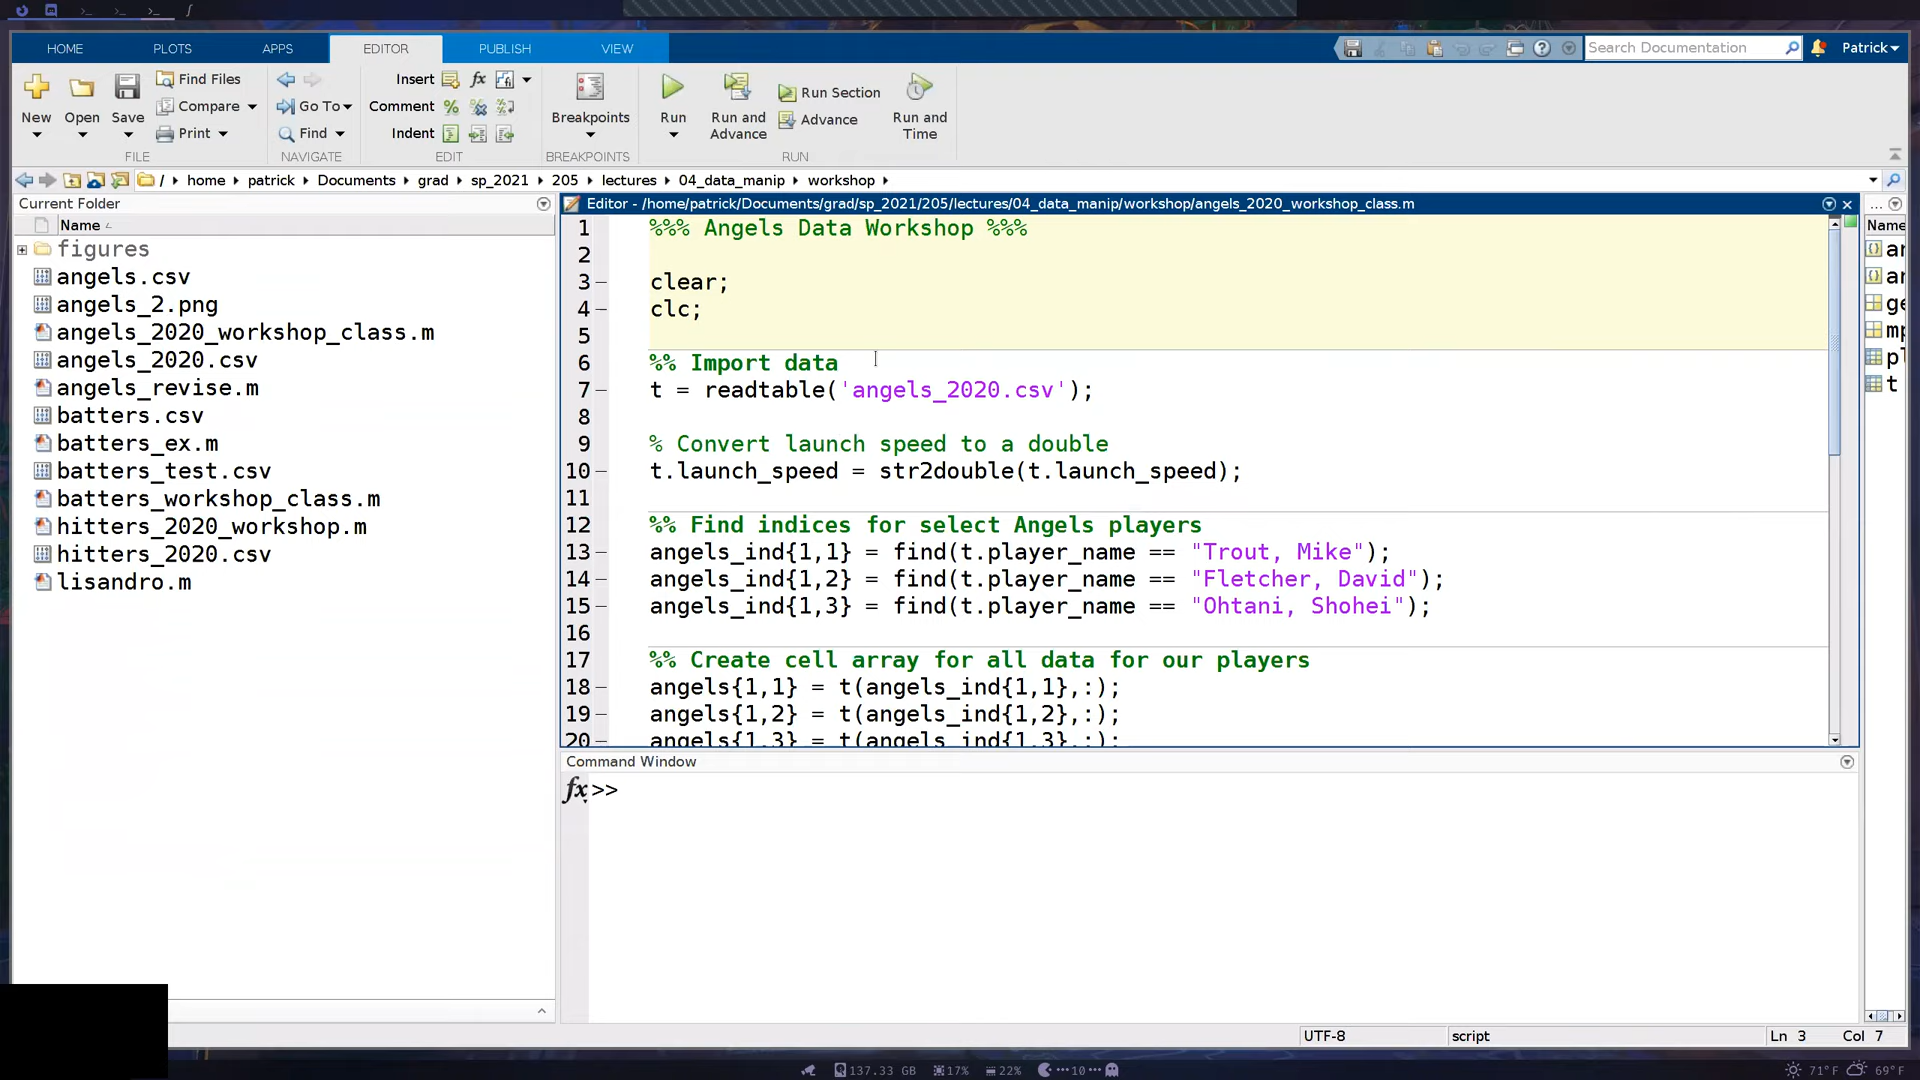 HOME PLOTS APPS EDITOR PUBLISH VIEW Search Documentation Patrick
New Open Save Find Files Compare Print
Go To Find
Insert fx
Comment
Indent
Breakpoints
Run Run and Advance Run Section Advance Run and Time
FILE NAVIGATE EDIT BREAKPOINTS RUN
/ home patrick Documents grad sp_2021 205 lectures 04_data_manip workshop
Current Folder
Name
figures
angels.csv
angels_2.png
angels_2020_workshop_class.m
angels_2020.csv
angels_revise.m
batters.csv
batters_ex.m
batters_test.csv
batters_workshop_class.m
hitters_2020_workshop.m
hitters_2020.csv
lisandro.m
Editor - /home/patrick/Documents/grad/sp_2021/205/lectures/04_data_manip/workshop/angels_2020_workshop_class.m
1 %%% Angels Data Workshop %%%
2
3 clear;
4 clc;
5
6 %% Import data
7 t = readtable('angels_2020.csv');
8
9 % Convert launch speed to a double
10 t.launch_speed = str2double(t.launch_speed);
11
12 %% Find indices for select Angels players
13 angels_ind{1,1} = find(t.player_name == "Trout, Mike");
14 angels_ind{1,2} = find(t.player_name == "Fletcher, David");
15 angels_ind{1,3} = find(t.player_name == "Ohtani, Shohei");
16
17 %% Create cell array for all data for our players
18 angels{1,1} = t(angels_ind{1,1},:);
19 angels{1,2} = t(angels_ind{1,2},:);
20 angels{1,3} = t(angels_ind{1,3},:);
...
Name
an
an
ge
mp
pl
t
Command Window
fx >>
UTF-8 script Ln 3 Col 7
137.33 GB 17% 22% 10 71°F 69°F